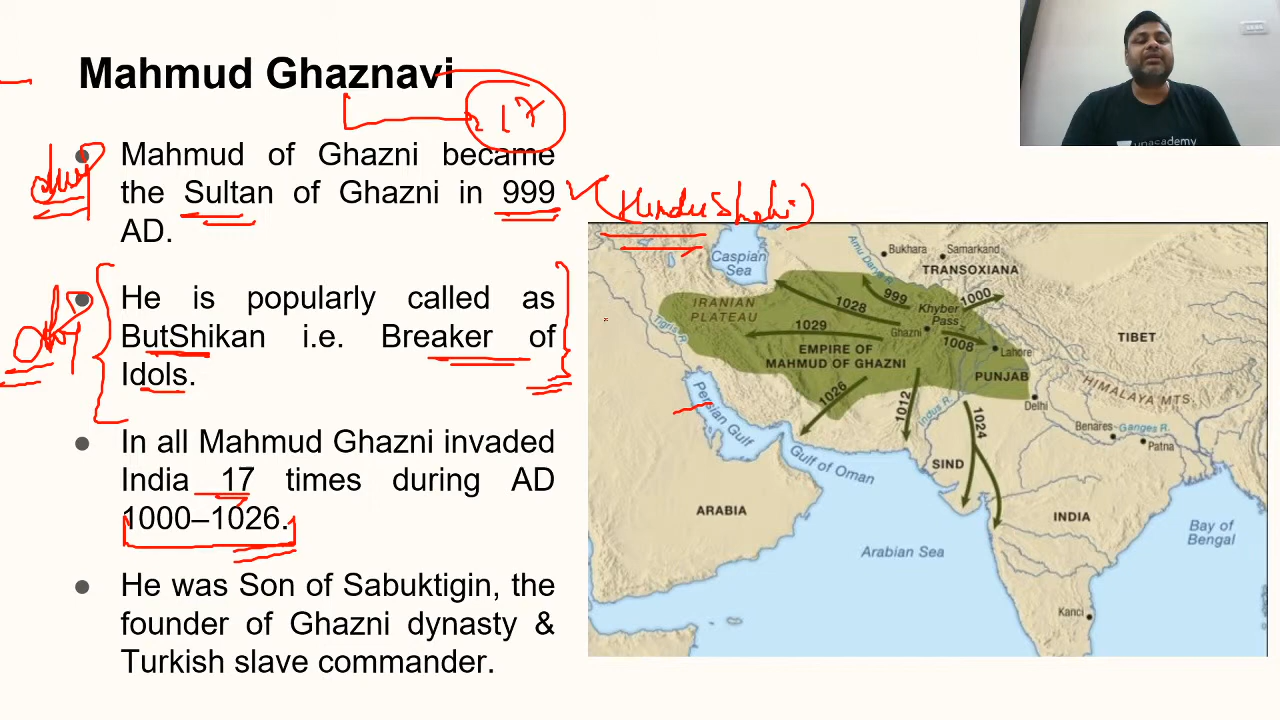 Mahmud Ghaznavi
17
Mahmud of Ghazni became
the Sultan of Ghazni in 999
AD.
(HinduShahi)
He is popularly called as
ButShikan i.e. Breaker of
Idols.
In all Mahmud Ghazni invaded
India 17 times during AD
1000–1026.
He was Son of Sabuktigin, the
founder of Ghazni dynasty &
Turkish slave commander.
unacademy
Caspian
Sea
Amu Darya R.
Bukhara
Samarkand
TRANSOXIANA
IRANIAN
PLATEAU
1028
999
1000
Khyber
Pass
Tigris R.
1029
Ghazni
1008
Lahore
TIBET
EMPIRE OF
MAHMUD OF GHAZNI
PUNJAB
HIMALAYA MTS.
1026
1012
Indus R.
Delhi
Persian Gulf
1024
Benares
Ganges R.
Patna
Gulf of Oman
SIND
ARABIA
INDIA
Arabian Sea
Bay of
Bengal
Kanci